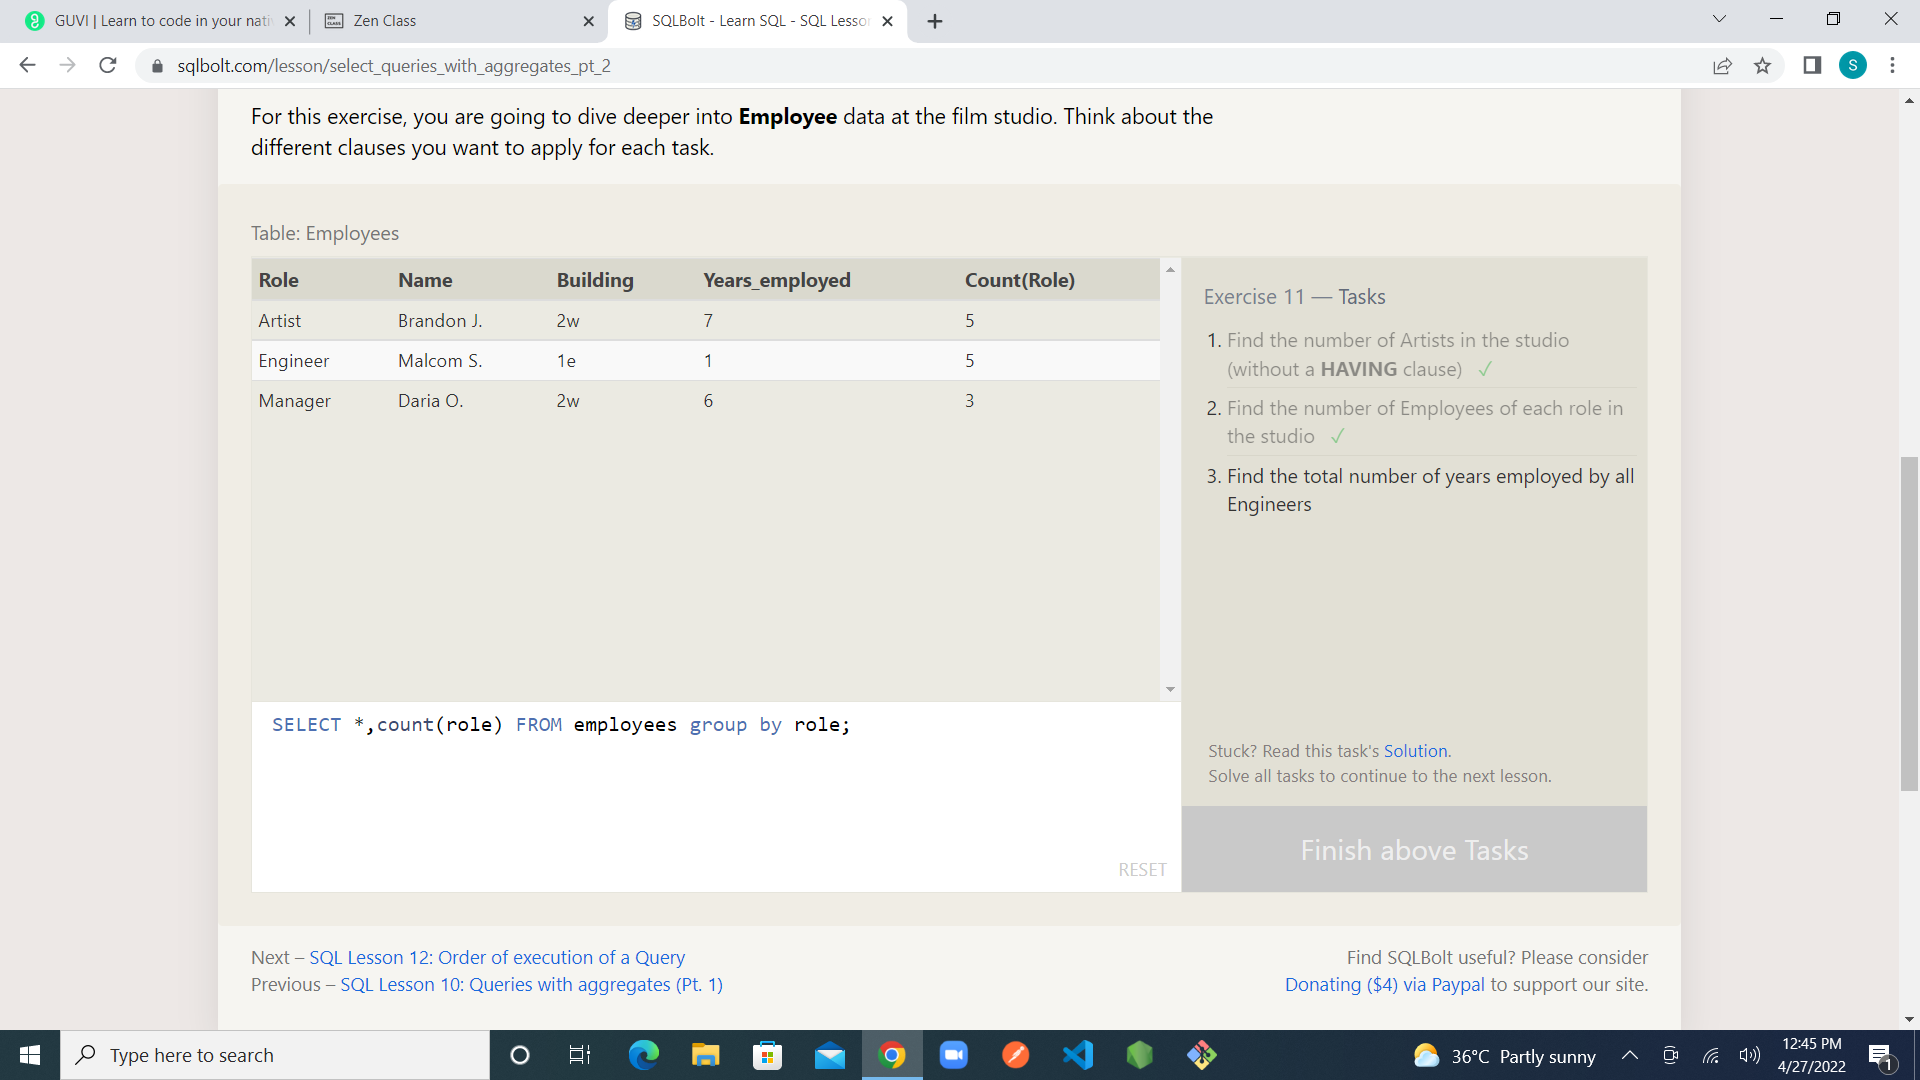 GUVI | Learn to code in your nati
Zen Class
SQLBolt - Learn SQL - SQL Lesson
sqlbolt.com/lesson/select_queries_with_aggregates_pt_2
S
For this exercise, you are going to dive deeper into Employee data at the film studio. Think about the
different clauses you want to apply for each task.
Table: Employees
Role Name Building Years_employed Count(Role)
Artist Brandon J. 2w 7 5
Engineer Malcom S. 1e 1 5
Manager Daria O. 2w 6 3
Exercise 11 — Tasks
1. Find the number of Artists in the studio
(without a HAVING clause) ✓
2. Find the number of Employees of each role in
the studio ✓
3. Find the total number of years employed by all
Engineers
Stuck? Read this task's Solution.
Solve all tasks to continue to the next lesson.
Finish above Tasks
SELECT *,count(role) FROM employees group by role;
RESET
Next – SQL Lesson 12: Order of execution of a Query
Previous – SQL Lesson 10: Queries with aggregates (Pt. 1)
Find SQLBolt useful? Please consider
Donating ($4) via Paypal to support our site.
Type here to search
36°C Partly sunny
12:45 PM
4/27/2022
1